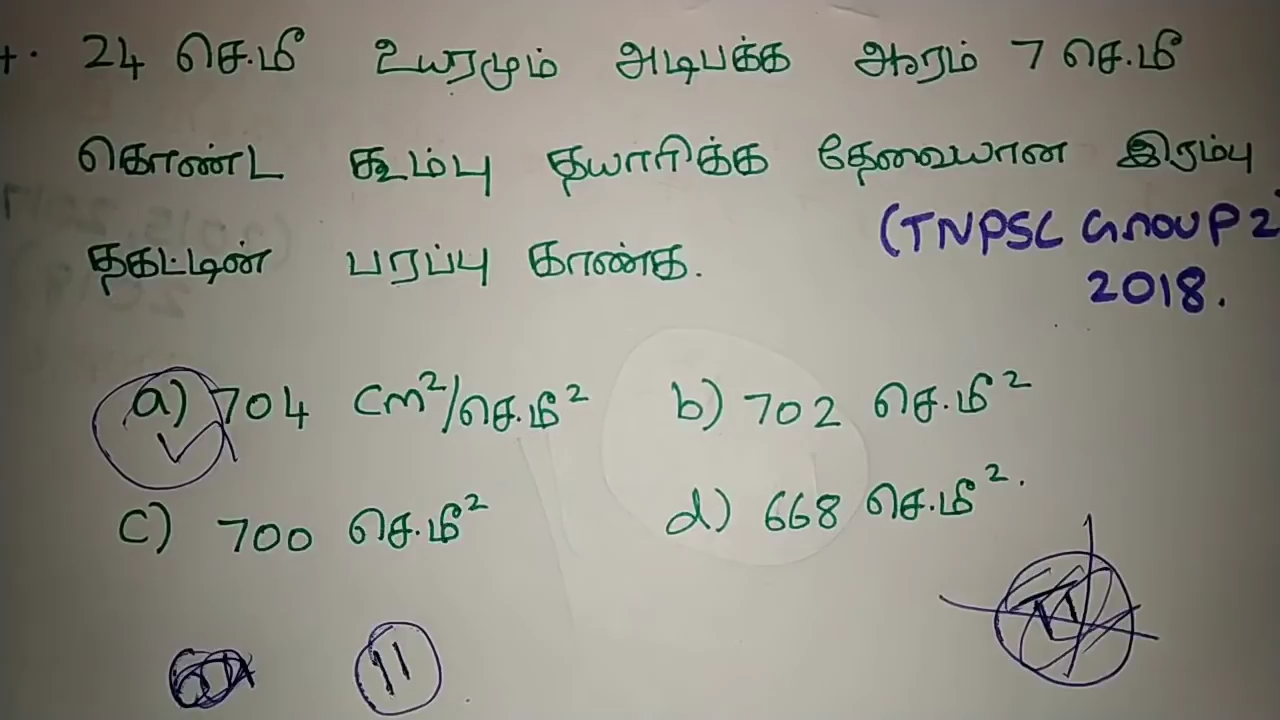 +. 24 செ.மீ உயரமும் அடிபக்க ஆரம் 7 செ.மீ
கொண்ட கூம்பு தயாரிக்க தேவையான இரும்பு
தகட்டின் பரப்பு காண்க.
(TNPSC GROUP 2
2018.
a) 704 cm²/செ.மீ² b) 702 செ.மீ²
c) 700 செ.மீ² d) 668 செ.மீ².
11